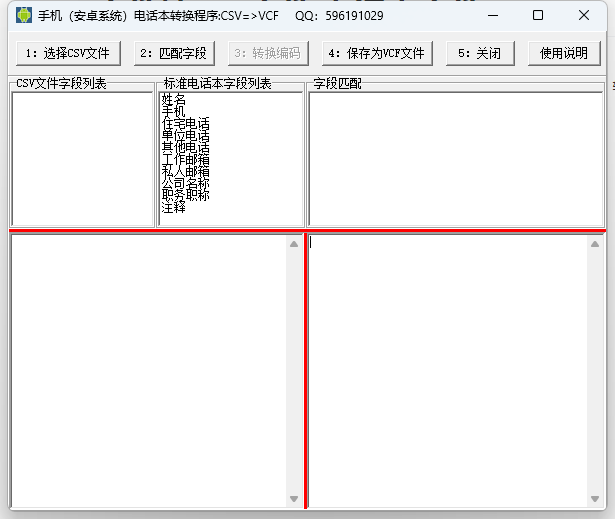 手机（安卓系统）电话本转换程序:CSV=>VCF QQ: 596191029
1: 选择CSV文件 2: 匹配字段 3: 转换编码 4: 保存为VCF文件 5: 关闭 使用说明
CSV文件字段列表 标准电话本字段列表 字段匹配
姓名
手机
住宅电话
单位电话
其他电话
工作邮箱
私人邮箱
公司名称
职务职称
注释